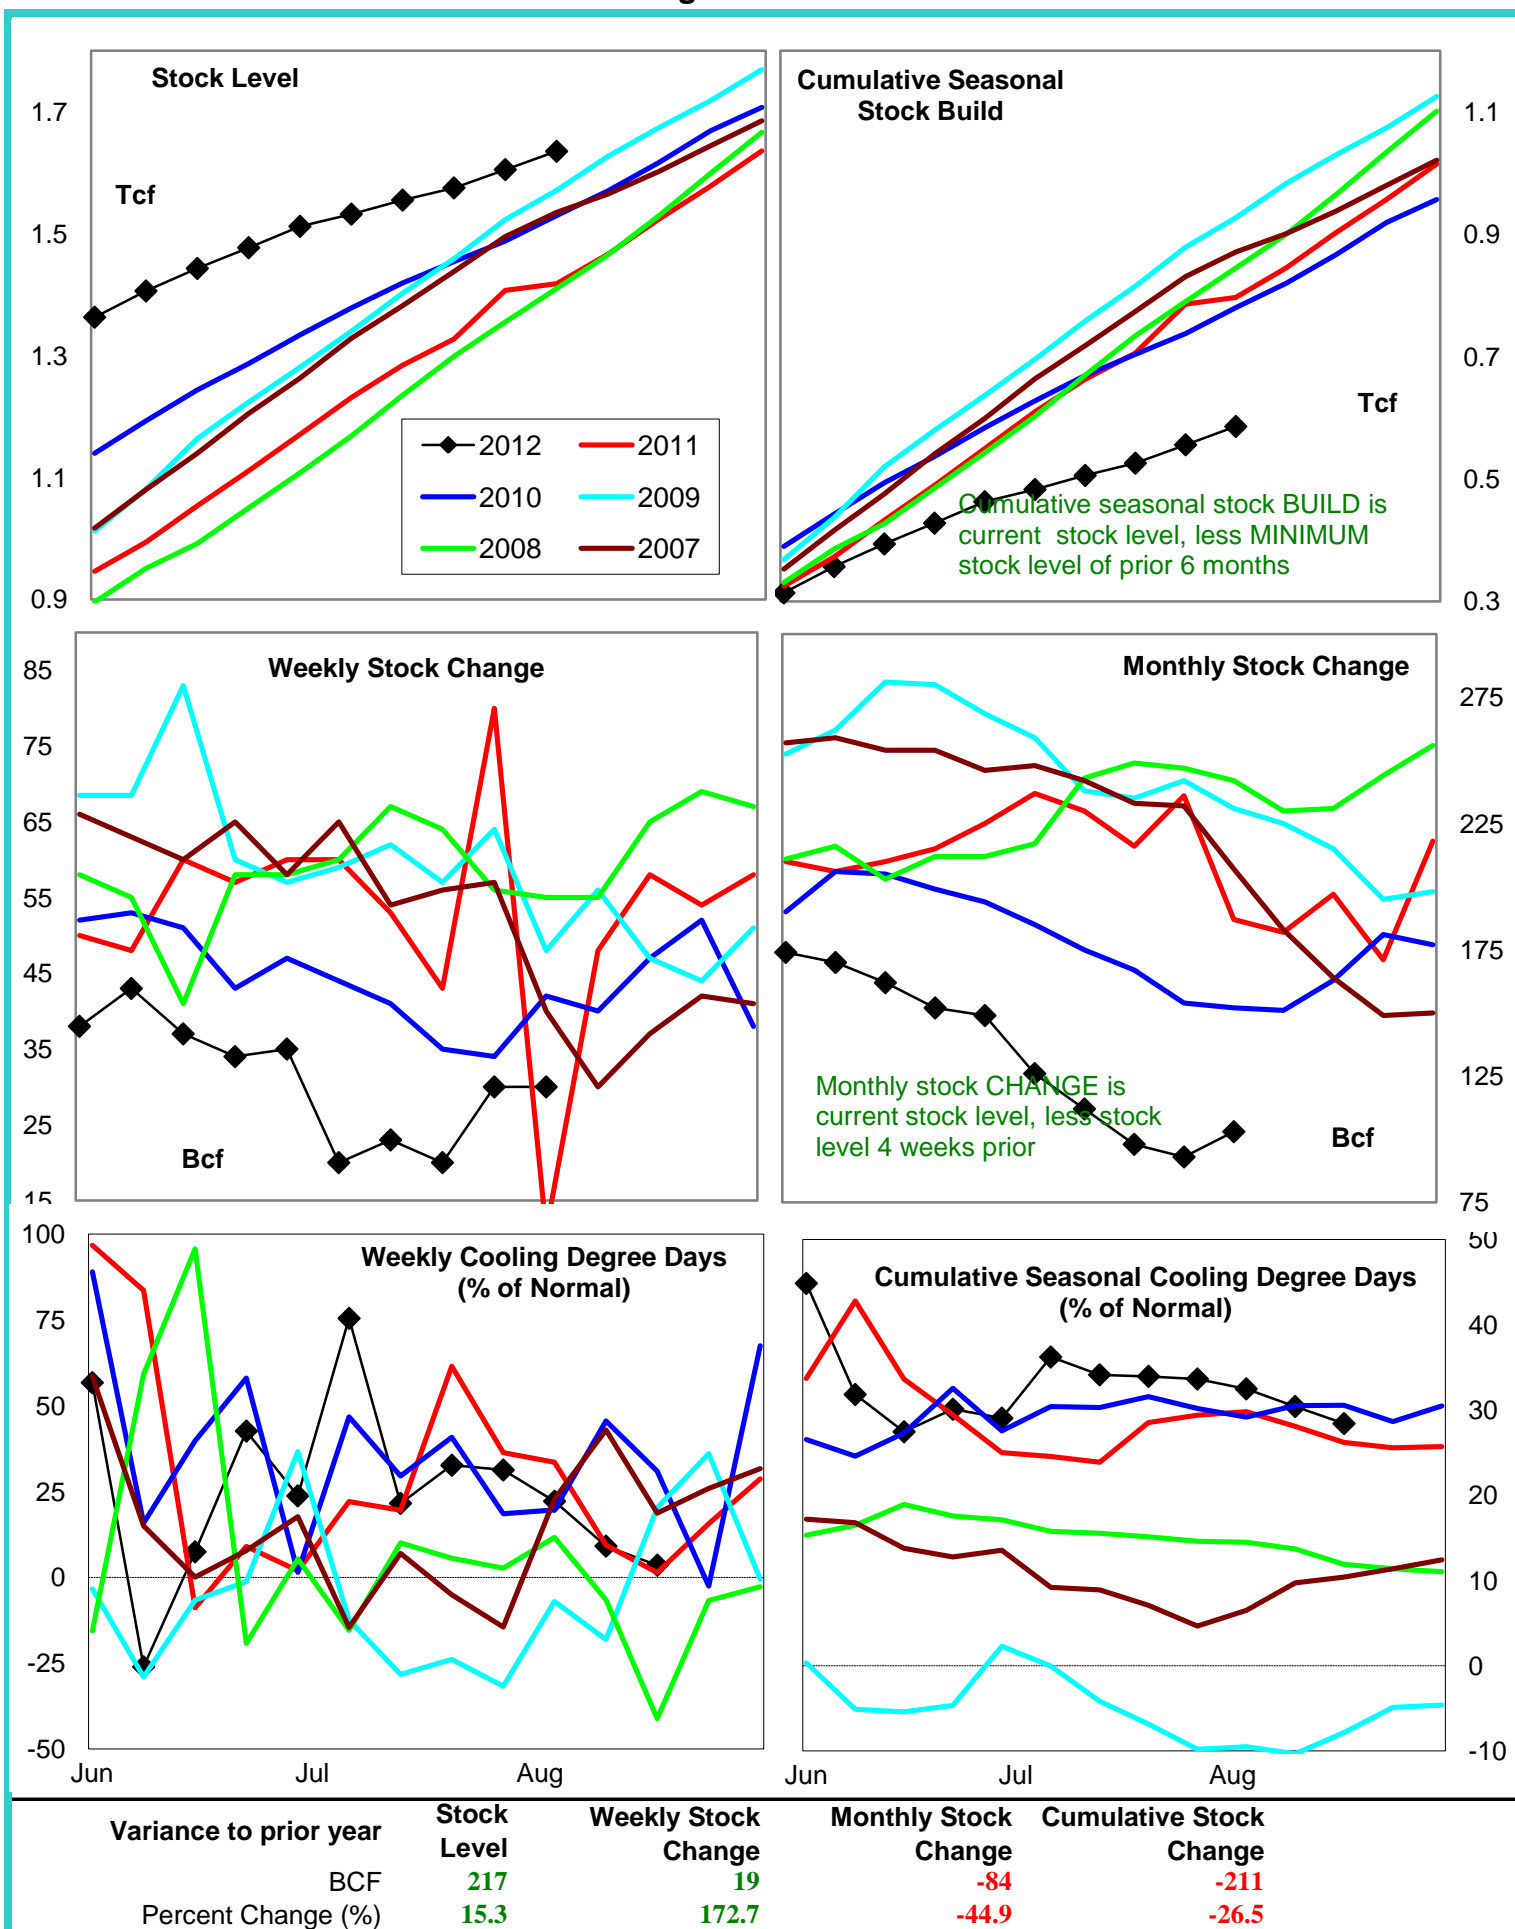 Stock Level
1.7
1.5
1.3
1.1
0.9
Tcf
2012
2011
2010
2009
2008
2007
Cumulative Seasonal
Stock Build
1.1
0.9
0.7
0.5
0.3
Tcf
Cumulative seasonal stock BUILD is
current stock level, less MINIMUM
stock level of prior 6 months
Weekly Stock Change
85
75
65
55
45
35
25
15
Bcf
Monthly Stock Change
275
225
175
125
75
Monthly stock CHANGE is
current stock level, less stock
level 4 weeks prior
Bcf
Weekly Cooling Degree Days
(% of Normal)
100
75
50
25
0
-25
-50
Jun
Jul
Aug
Cumulative Seasonal Cooling Degree Days
(% of Normal)
50
40
30
20
10
0
-10
Jun
Jul
Aug
Variance to prior year
Stock
Level
Weekly Stock
Change
Monthly Stock
Change
Cumulative Stock
Change
BCF 217 19 -84 -211
Percent Change (%) 15.3 172.7 -44.9 -26.5